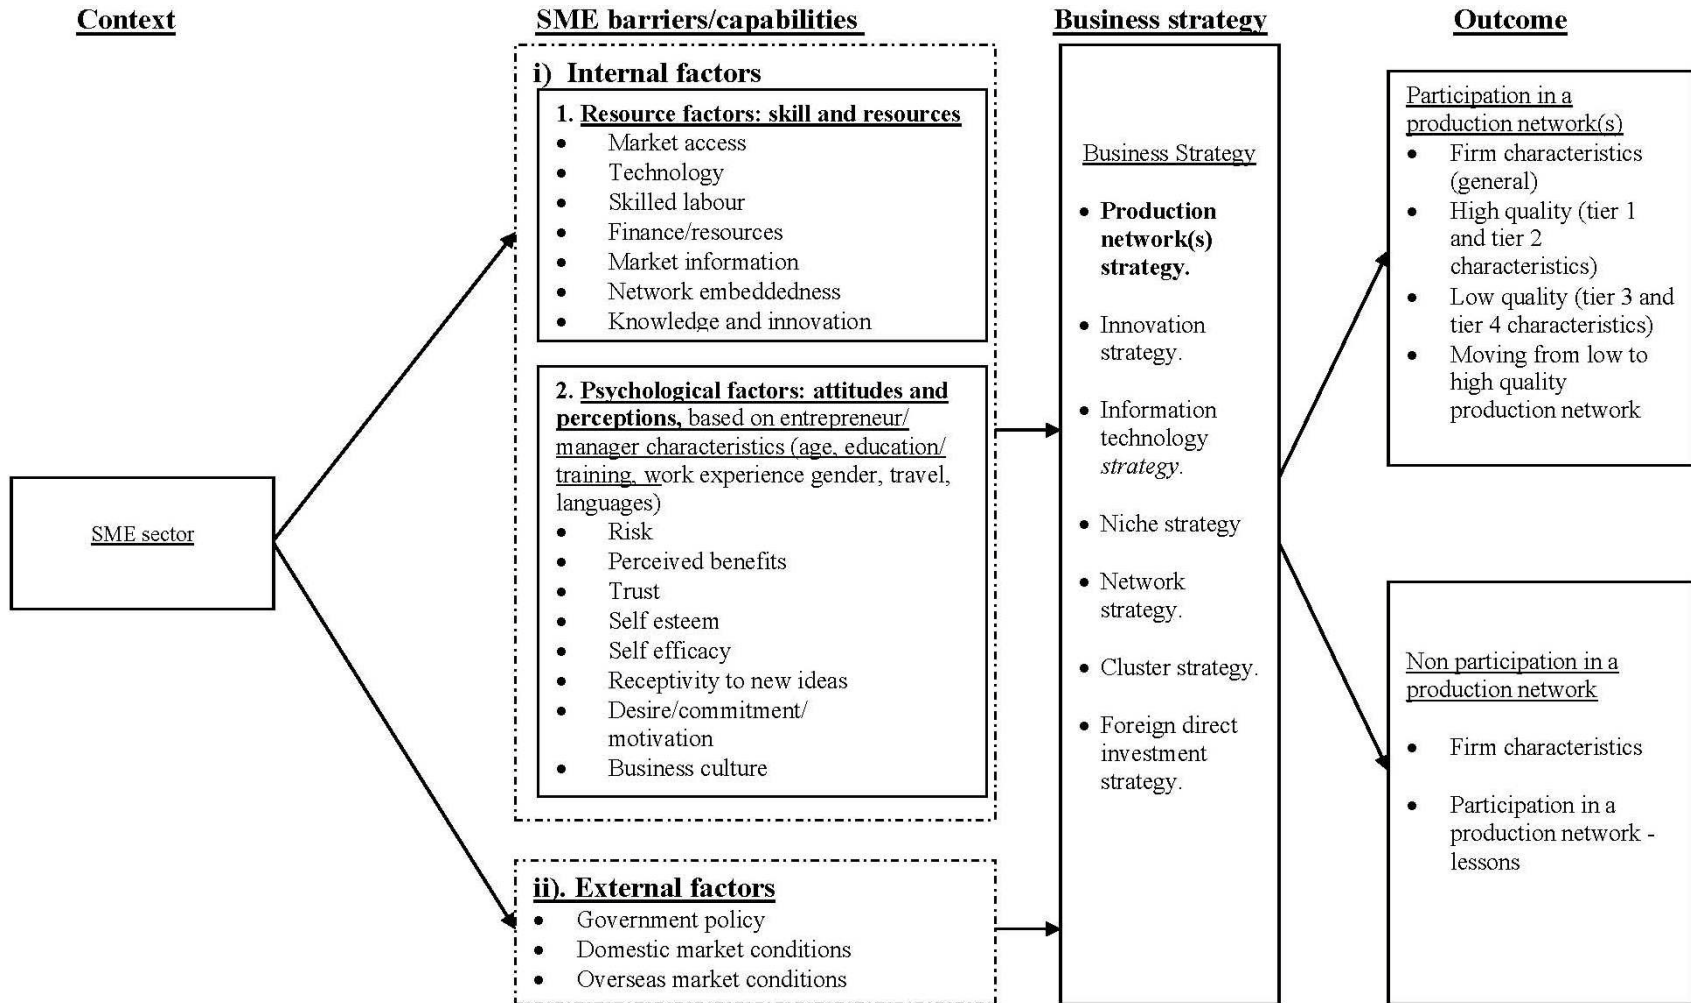 Context
SME barriers/capabilities
Business strategy
Outcome
SME sector
i) Internal factors
1. Resource factors: skill and resources
• Market access
• Technology
• Skilled labour
• Finance/resources
• Market information
• Network embeddedness
• Knowledge and innovation
2. Psychological factors: attitudes and
perceptions, based on entrepreneur/
manager characteristics (age, education/
training, work experience gender, travel,
languages)
• Risk
• Perceived benefits
• Trust
• Self esteem
• Self efficacy
• Receptivity to new ideas
• Desire/commitment/
motivation
• Business culture
ii). External factors
• Government policy
• Domestic market conditions
• Overseas market conditions
Business Strategy
• Production
network(s)
strategy.
• Innovation
strategy.
• Information
technology
strategy.
• Niche strategy
• Network
strategy.
• Cluster strategy.
• Foreign direct
investment
strategy.
Participation in a
production network(s)
• Firm characteristics
(general)
• High quality (tier 1
and tier 2
characteristics)
• Low quality (tier 3 and
tier 4 characteristics)
• Moving from low to
high quality
production network
Non participation in a
production network
• Firm characteristics
• Participation in a
production network -
lessons